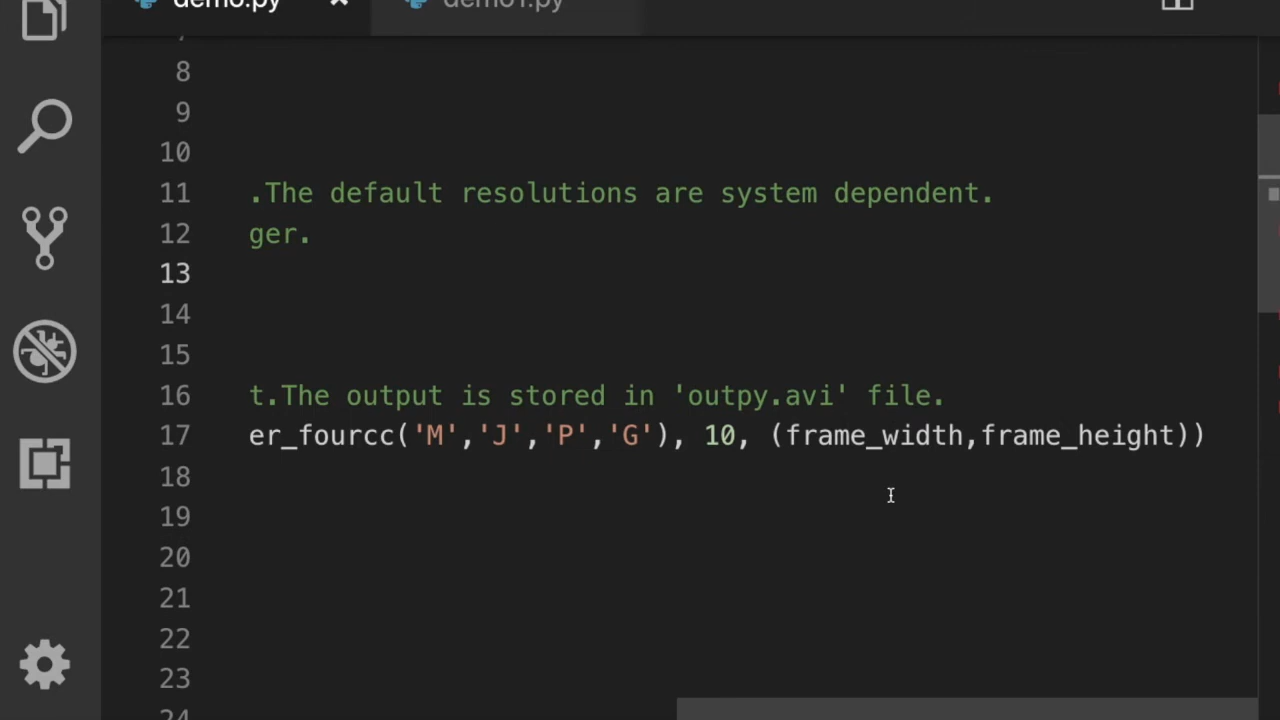 demo.py demo1.py
8
9
10
11 .The default resolutions are system dependent.
12 ger.
13
14
15
16 t.The output is stored in 'outpy.avi' file.
17 er_fourcc('M','J','P','G'), 10, (frame_width,frame_height))
18
19
20
21
22
23
24